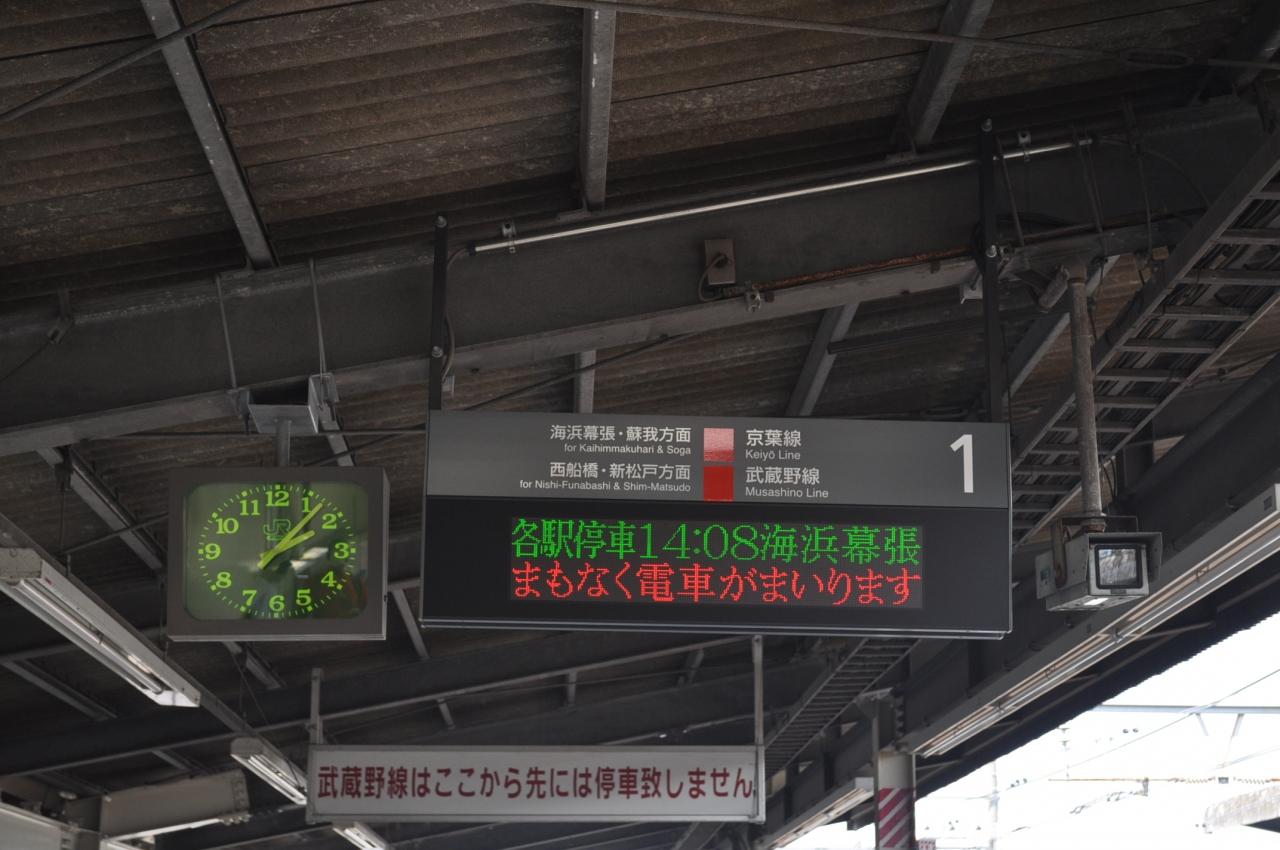 海浜幕張・蘇我方面 京葉線
for Kaihimmakuhari & Soga Keiyō Line
西船橋・新松戸方面 武蔵野線
for Nishi-Funabashi & Shim-Matsudo Musashino Line
1
各駅停車14:08海浜幕張
まもなく電車がまいります
12
1
2
3
4
5
6
7
8
9
10
11
JR
武蔵野線はここから先には停車致しません